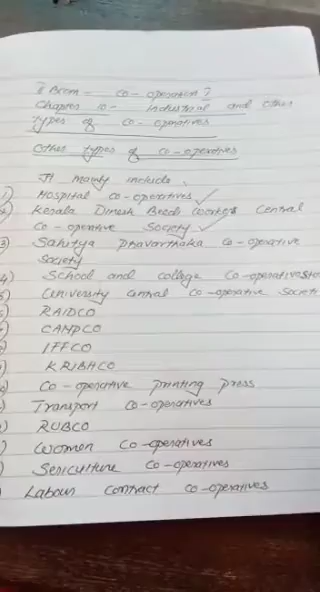 II Bcom - Co-operation I
Chapter 10 - Industrial and other
types of co-operatives
Other types of co-operatives
It mainly include
1) Hospital co-operatives ✓
2) Kerala Dinesh Beedi workers central
co-operative society ✓
3) Sahitya Pravarthaka co-operative
society
4) School and college co-operative
5) University central co-operative societ
RAIDCO
CAMPCO
IFFCO
KRIBHCO
Co-operative printing press
Transport co-operatives
RUBCO
Women co-operatives
Sericulture co-operatives
Labour contract co-operatives